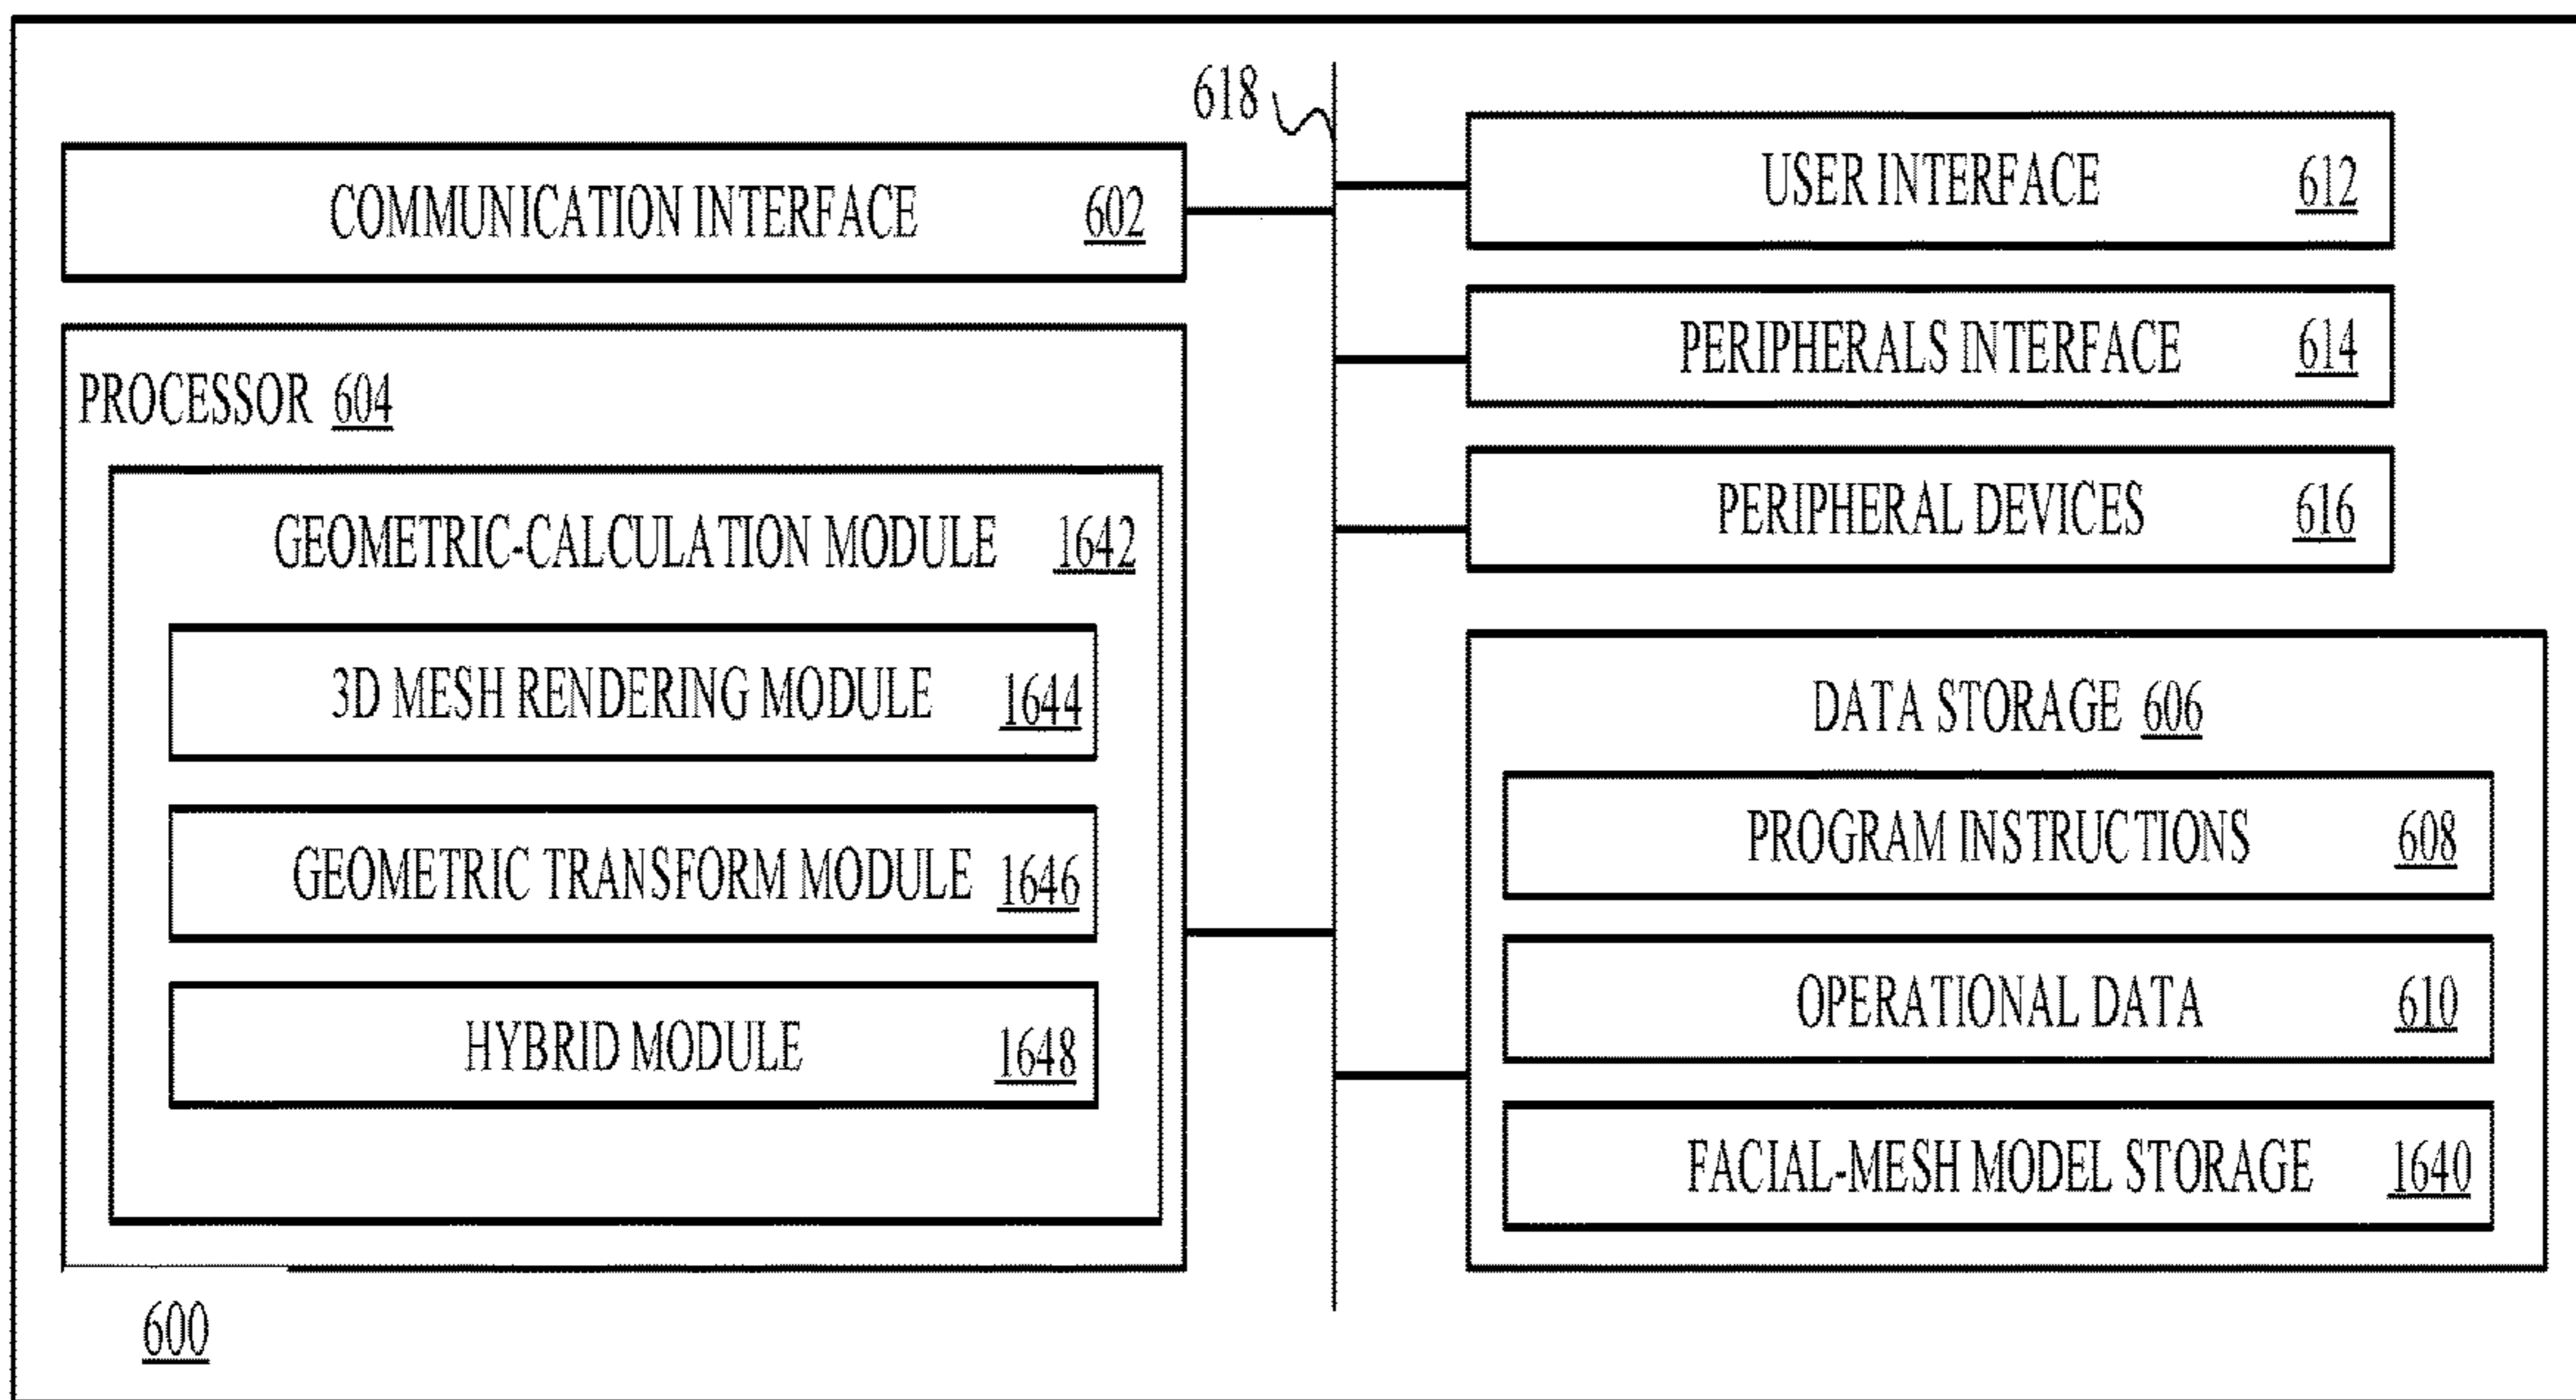 618
COMMUNICATION INTERFACE 602
PROCESSOR 604
GEOMETRIC-CALCULATION MODULE 1642
3D MESH RENDERING MODULE 1644
GEOMETRIC TRANSFORM MODULE 1646
HYBRID MODULE 1648
600
USER INTERFACE 612
PERIPHERALS INTERFACE 614
PERIPHERAL DEVICES 616
DATA STORAGE 606
PROGRAM INSTRUCTIONS 608
OPERATIONAL DATA 610
FACIAL-MESH MODEL STORAGE 1640